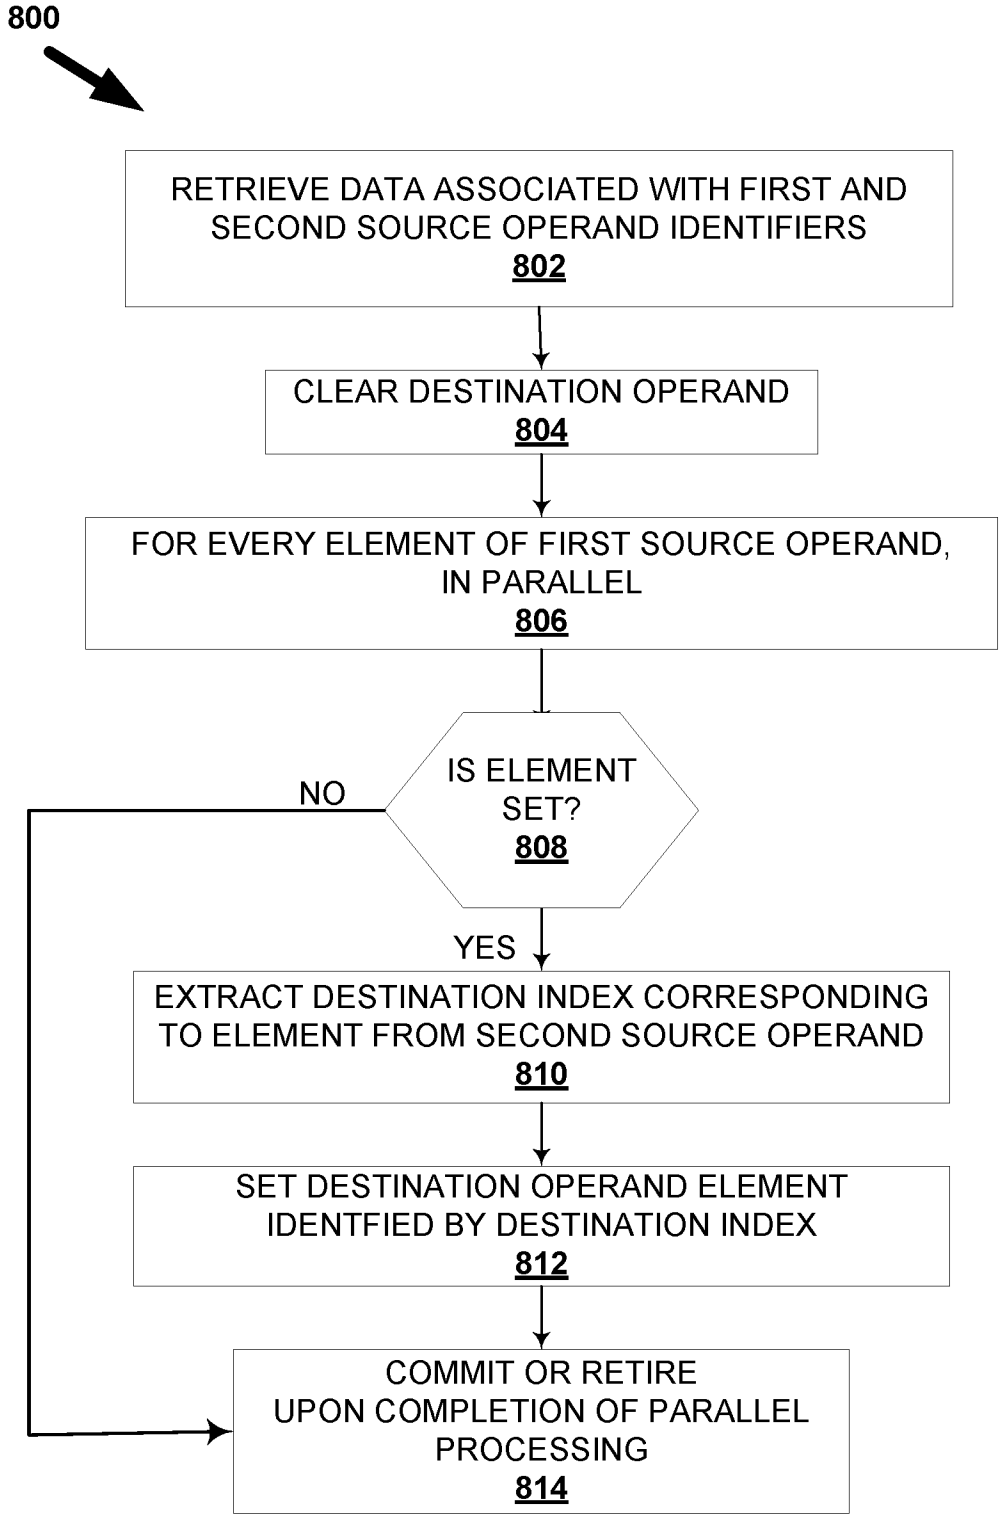 800
RETRIEVE DATA ASSOCIATED WITH FIRST AND
SECOND SOURCE OPERAND IDENTIFIERS
802
CLEAR DESTINATION OPERAND
804
FOR EVERY ELEMENT OF FIRST SOURCE OPERAND,
IN PARALLEL
806
IS ELEMENT
SET?
808
NO
YES
EXTRACT DESTINATION INDEX CORRESPONDING
TO ELEMENT FROM SECOND SOURCE OPERAND
810
SET DESTINATION OPERAND ELEMENT
IDENTFIED BY DESTINATION INDEX
812
COMMIT OR RETIRE
UPON COMPLETION OF PARALLEL
PROCESSING
814